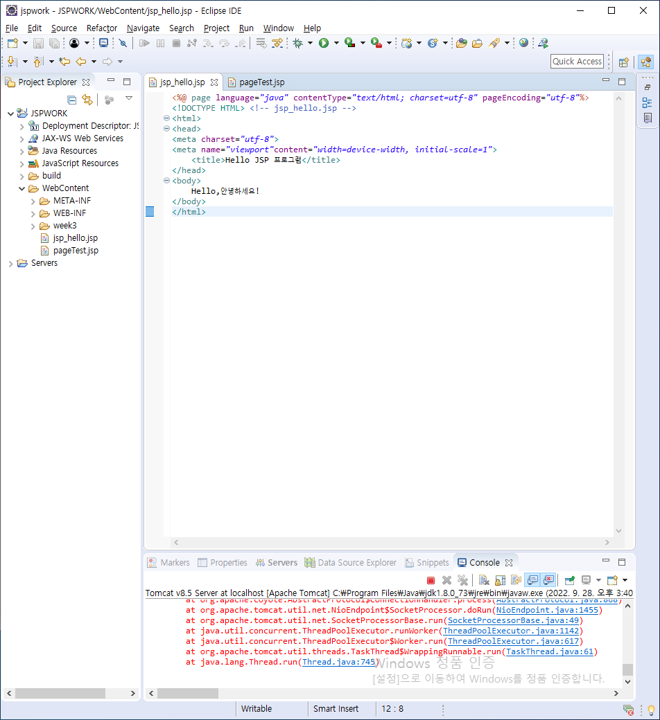 jspwork - JSPWORK/WebContent/jsp_hello.jsp - Eclipse IDE
File Edit Source Refactor Navigate Search Project Run Window Help
Quick Access
Project Explorer
JSPWORK
Deployment Descriptor: JS
JAX-WS Web Services
Java Resources
JavaScript Resources
build
WebContent
META-INF
WEB-INF
week3
jsp_hello.jsp
pageTest.jsp
Servers
jsp_hello.jsp pageTest.jsp
<%@ page language="java" contentType="text/html; charset=utf-8" pageEncoding="utf-8"%>
<!DOCTYPE HTML> <!-- jsp_hello.jsp -->
<html>
<head>
<meta charset="utf-8">
<meta name="viewport"content="width=device-width, initial-scale=1">
<title>Hello JSP 프로그램</title>
</head>
<body>
Hello,안녕하세요!
</body>
</html>
Markers Properties Servers Data Source Explorer Snippets Console
Tomcat v8.5 Server at localhost [Apache Tomcat] C:₩Program Files₩Java₩jdk1.8.0_73₩jre₩bin₩javaw.exe (2022. 9. 28. 오후 3:40
at org.apache.coyote.AbstractProtocol$ConnectionHandler.process(AbstractProtocol.java:868)
at org.apache.tomcat.util.net.NioEndpoint$SocketProcessor.doRun(NioEndpoint.java:1455)
at org.apache.tomcat.util.net.SocketProcessorBase.run(SocketProcessorBase.java:49)
at java.util.concurrent.ThreadPoolExecutor.runWorker(ThreadPoolExecutor.java:1142)
at java.util.concurrent.ThreadPoolExecutor$Worker.run(ThreadPoolExecutor.java:617)
at org.apache.tomcat.util.threads.TaskThread$WrappingRunnable.run(TaskThread.java:61)
at java.lang.Thread.run(Thread.java:745)
Windows 정품 인증
[설정]으로 이동하여 Windows를 정품 인증합니다.
Writable Smart Insert 12 : 8